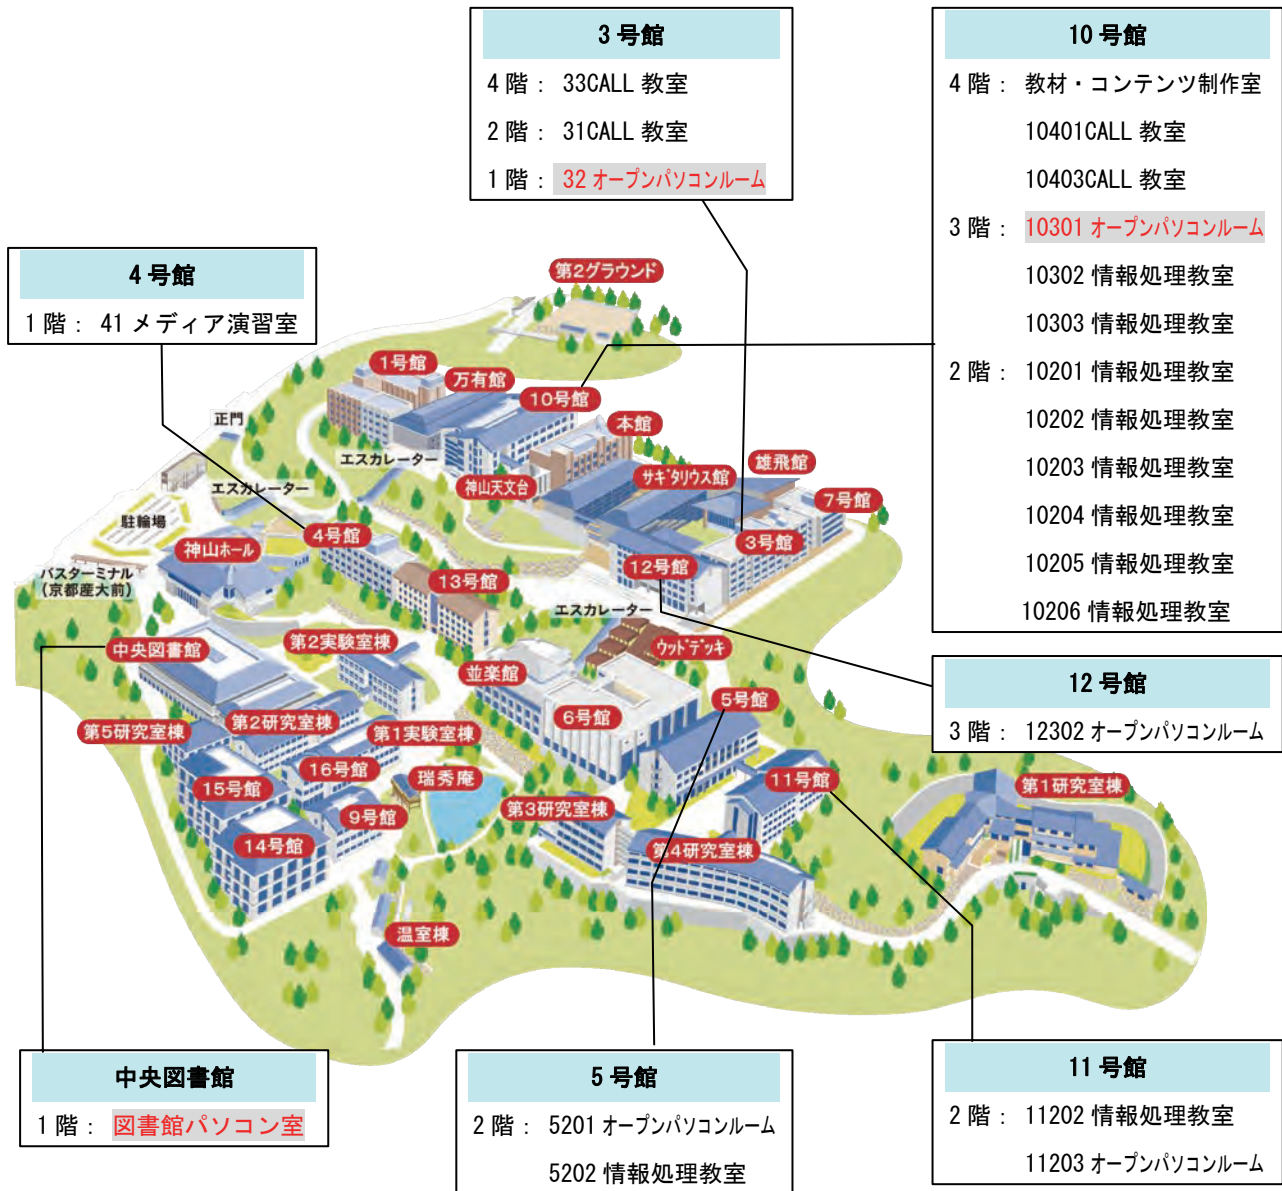 3 号館
4 階： 33CALL 教室
2 階： 31CALL 教室
1 階： 32 オープンパソコンルーム
10 号館
4 階： 教材・コンテンツ制作室
10401CALL 教室
10403CALL 教室
3 階： 10301 オープンパソコンルーム
10302 情報処理教室
10303 情報処理教室
2 階： 10201 情報処理教室
10202 情報処理教室
10203 情報処理教室
10204 情報処理教室
10205 情報処理教室
10206 情報処理教室
4 号館
1 階： 41 メディア演習室
第2グラウンド
1号館
万有館
10号館
正門
本館
エスカレーター
雄飛館
サギタリウス館
神山天文台
エスカレーター
7号館
駐輪場
4号館
3号館
神山ホール
12号館
バスターミナル
(京都産大前)
13号館
エスカレーター
第2実験室棟
中央図書館
ウッドデッキ
並楽館
5号館
6号館
第2研究室棟
第5研究室棟
第1実験室棟
16号館
瑞秀庵
11号館
15号館
第1研究室棟
第3研究室棟
9号館
14号館
第4研究室棟
温室棟
12 号館
3 階： 12302 オープンパソコンルーム
中央図書館
1 階： 図書館パソコン室
5 号館
2 階： 5201 オープンパソコンルーム
5202 情報処理教室
11 号館
2 階： 11202 情報処理教室
11203 オープンパソコンルーム